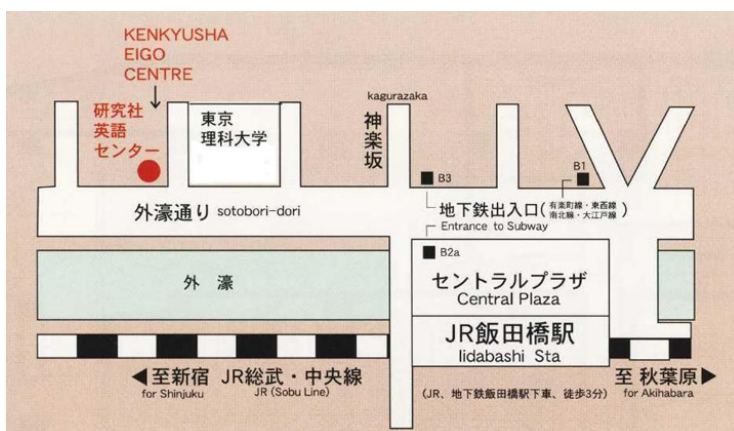 KENKYUSHA
EIGO
CENTRE
研究社
英語
センター
東京
理科大学
kagurazaka
神楽坂
B3
B1
外濠通り sotobori-dori
地下鉄出入口(有楽町線・東西線
南北線・大江戸線)
Entrance to Subway
B2a
外 濠
セントラルプラザ
Central Plaza
JR飯田橋駅
Iidabashi Sta
◀至新宿 JR総武・中央線
for Shinjuku JR (Sobu Line)
(JR、地下鉄飯田橋駅下車、徒歩3分)
至 秋葉原▶
for Akihabara